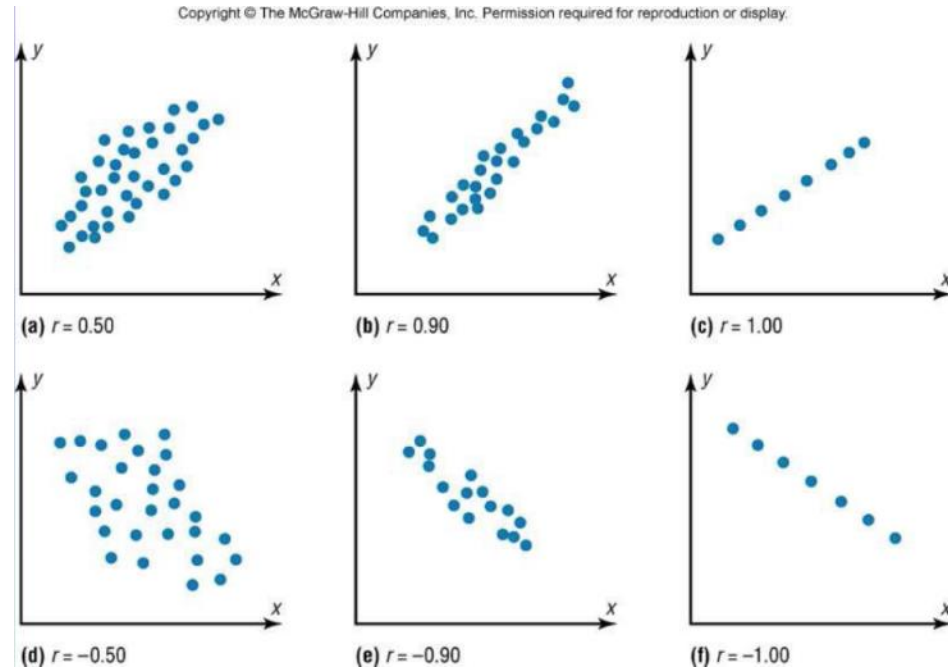 Copyright © The McGraw-Hill Companies, Inc. Permission required for reproduction or display.
y
y
y
x
x
x
(a) r = 0.50
(b) r = 0.90
(c) r = 1.00
y
y
y
x
x
x
(d) r = –0.50
(e) r = –0.90
(f) r = –1.00